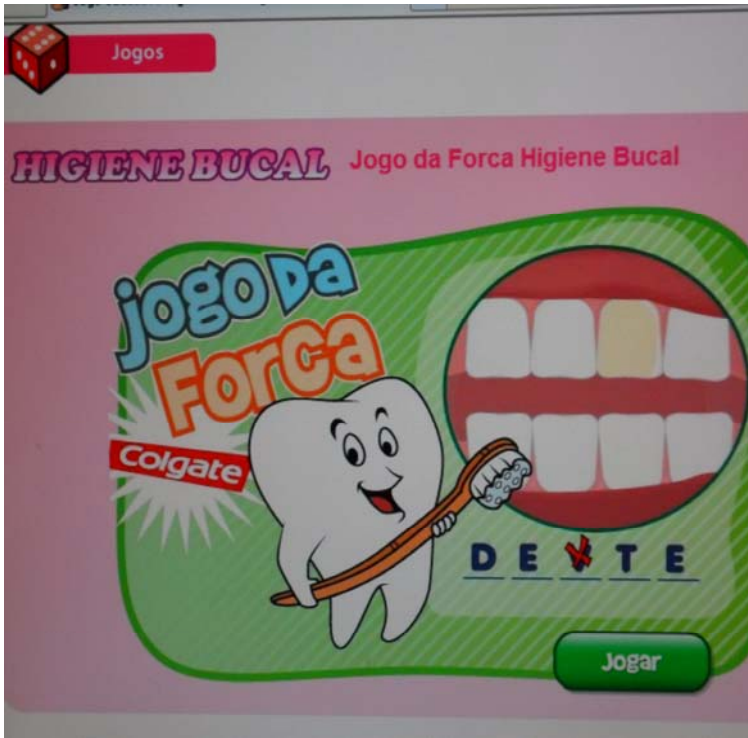 Jogos
HIGIENE BUCAL Jogo da Forca Higiene Bucal
jogo da
Forca
Colgate
D E T E
Jogar